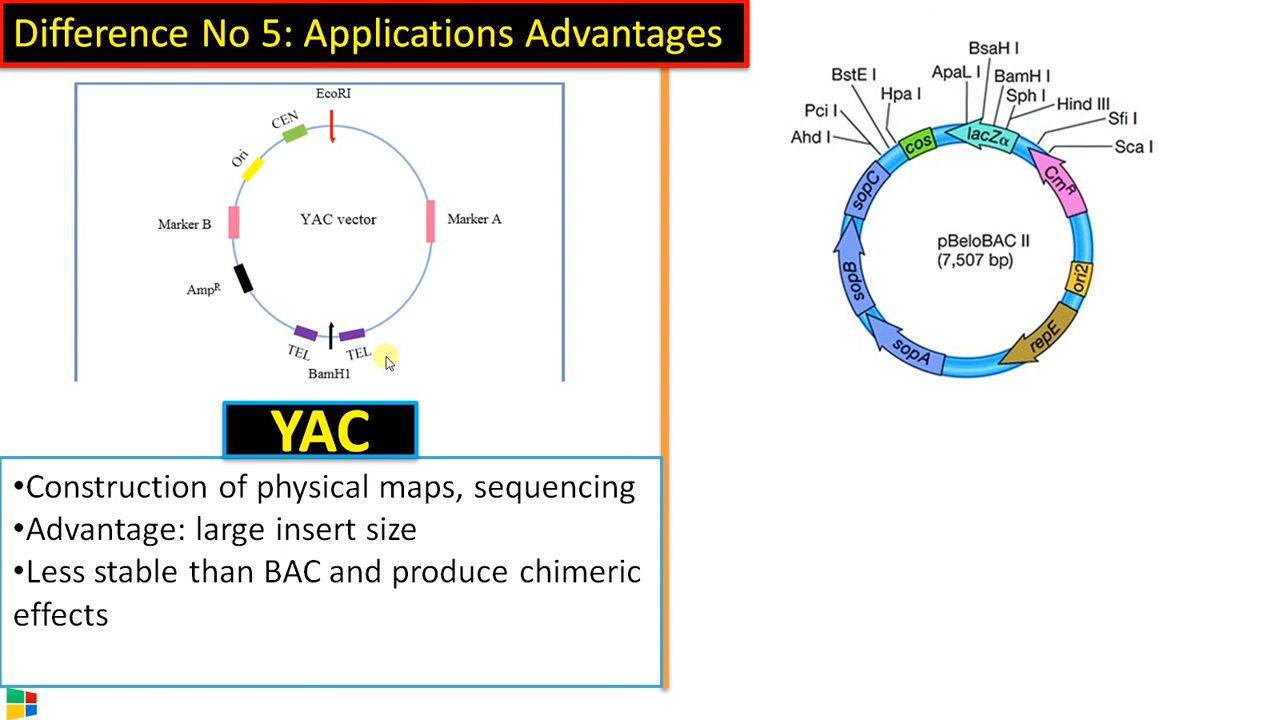 Difference No 5: Applications Advantages
EcoRI
CEN
Ori
Marker B
YAC vector
Marker A
AmpR
TEL
TEL
BamH1
YAC
•Construction of physical maps, sequencing
•Advantage: large insert size
•Less stable than BAC and produce chimeric
effects
BsaH I
BstE I
ApaL I
BamH I
Hpa I
Sph I
Hind III
Pci I
Sfi I
Ahd I
Sca I
cos
lacZα
CmR
sopC
pBeloBAC II
(7,507 bp)
sopB
ori2
repE
sopA